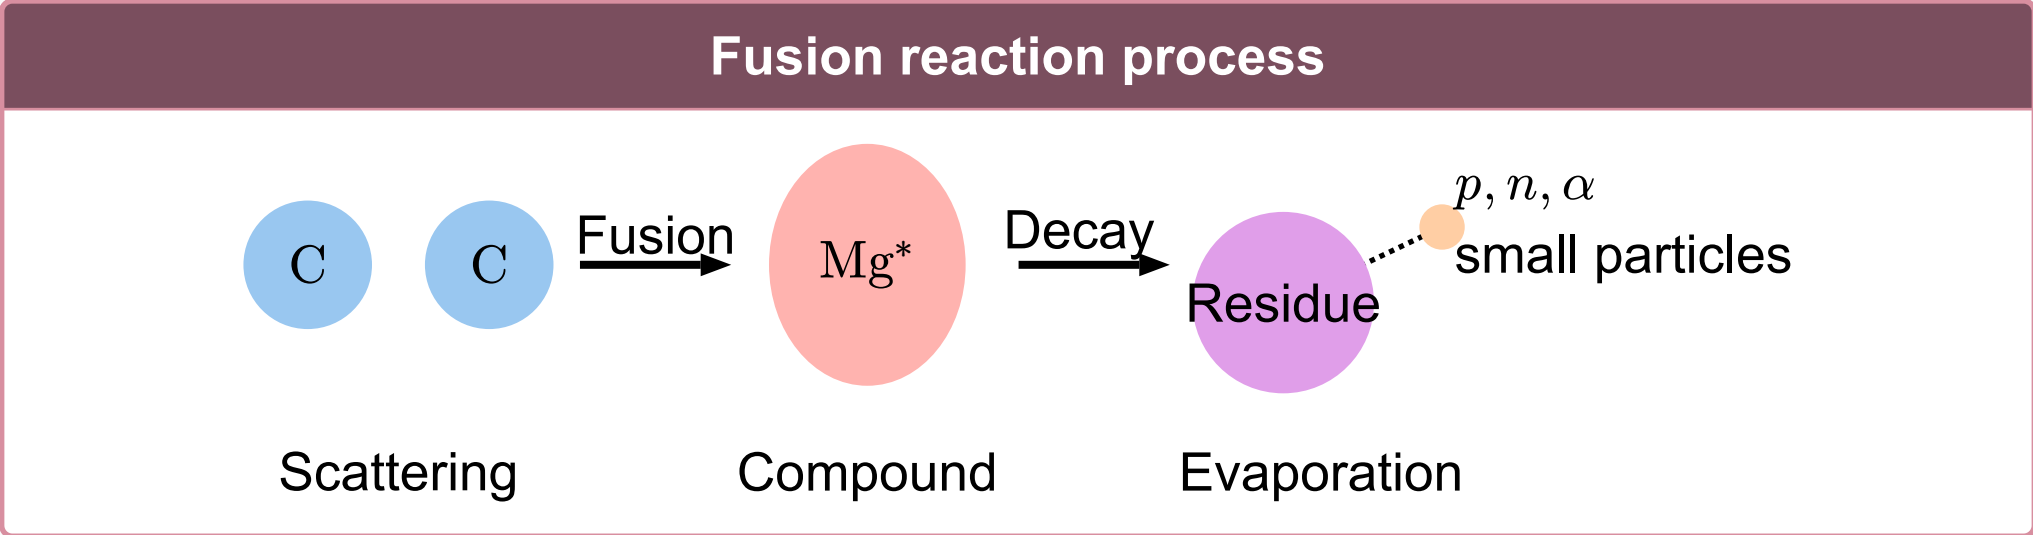 Fusion reaction process
C
C
Fusion
Mg*
Decay
Residue
p, n, α
small particles
Scattering
Compound
Evaporation